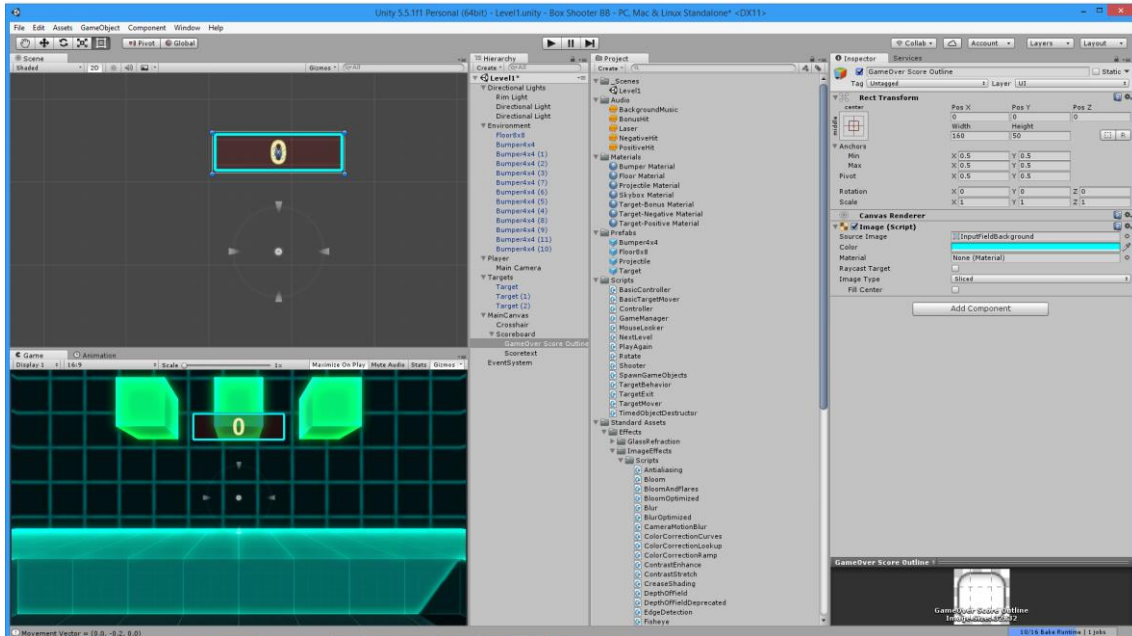 Unity 5.5.1f1 Personal (64bit) - Level1.unity - Box Shooter BB - PC, Mac & Linux Standalone* <DX11>
File Edit Assets GameObject Component Window Help
Pivot Global
Collab Account Layers Layout
Scene
Shaded 2D Gizmos All
0
Game Animation
Display 1 16:9 Scale 1x Maximize On Play Mute Audio Stats Gizmos
0
Hierarchy
Create All
Level1*
Directional Lights
Rim Light
Directional Light
Directional Light
Environment
Floor8x8
Bumper4x4
Bumper4x4 (1)
Bumper4x4 (2)
Bumper4x4 (3)
Bumper4x4 (7)
Bumper4x4 (6)
Bumper4x4 (5)
Bumper4x4 (4)
Bumper4x4 (8)
Bumper4x4 (9)
Bumper4x4 (11)
Bumper4x4 (10)
Player
Main Camera
Targets
Target
Target (1)
Target (2)
MainCanvas
Crosshair
Scoreboard
GameOver Score Outline
Scoretext
EventSystem
Project
Create
_Scenes
Level1
Audio
BackgroundMusic
BonusHit
Laser
NegativeHit
PositiveHit
Materials
Bumper Material
Floor Material
Projectile Material
Skybox Material
Target-Bonus Material
Target-Negative Material
Target-Positive Material
Prefabs
Bumper4x4
Floor8x8
Projectile
Target
Scripts
BasicController
BasicTargetMover
Controller
GameManager
MouseLooker
NextLevel
PlayAgain
Rotate
Shooter
SpawnGameObjects
TargetBehavior
TargetExit
TargetMover
TimedObjectDestructor
Standard Assets
Effects
GlassRefraction
ImageEffects
Scripts
Antialiasing
Bloom
BloomAndFlares
BloomOptimized
Blur
BlurOptimized
CameraMotionBlur
ColorCorrectionCurves
ColorCorrectionLookup
ColorCorrectionRamp
ContrastEnhance
ContrastStretch
CreaseShading
DepthOfField
DepthOfFieldDeprecated
EdgeDetection
Fisheye
Inspector Services
GameOver Score Outline Static
Tag Untagged Layer UI
Rect Transform
center Pos X Pos Y Pos Z
middle 0 0 0
Width Height
160 50 R
Anchors
Min X 0.5 Y 0.5
Max X 0.5 Y 0.5
Pivot X 0.5 Y 0.5
Rotation X 0 Y 0 Z 0
Scale X 1 Y 1 Z 1
Canvas Renderer
Image (Script)
Source Image InputFieldBackground
Color
Material None (Material)
Raycast Target
Image Type Sliced
Fill Center
Add Component
GameOver Score Outline
GameOver Score Outline
Movement Vector = (0.0, -0.2, 0.0)
10/16 Bake Runtime | 1 jobs